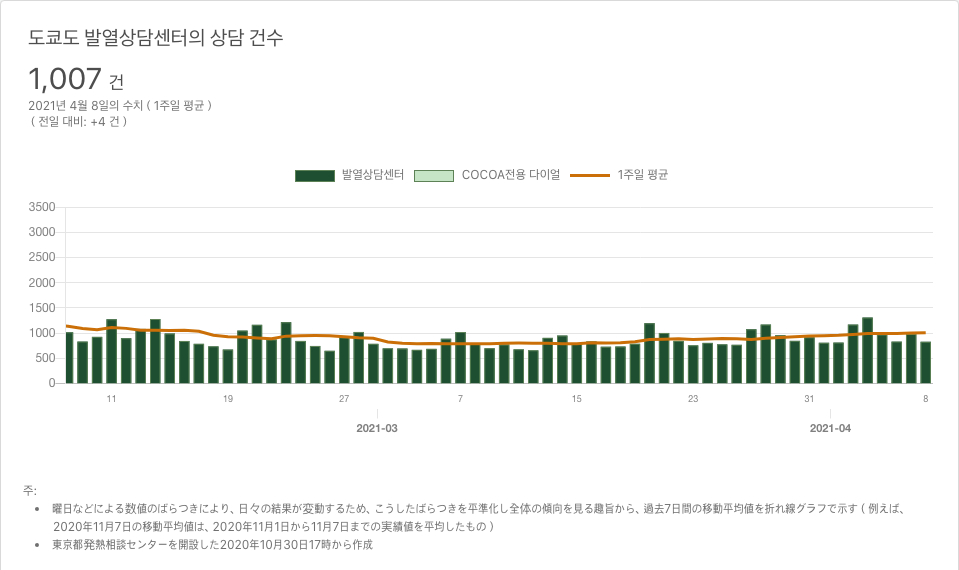 도쿄도 발열상담센터의 상담 건수
1,007 건
2021년 4월 8일의 수치 ( 1주일 평균 )
( 전일 대비: +4 건 )
발열상담센터 COCOA전용 다이얼 1주일 평균
3500
3000
2500
2000
1500
1000
500
0
11 19 27 7 15 23 31 8
2021-03 2021-04
주:
• 曜日などによる数値のばらつきにより、日々の結果が変動するため、こうしたばらつきを平準化し全体の傾向を見る趣旨から、過去7日間の移動平均値を折れ線グラフで示す ( 例えば、
2020年11月7日の移動平均値は、2020年11月1日から11月7日までの実績値を平均したもの )
• 東京都発熱相談センターを開設した2020年10月30日17時から作成